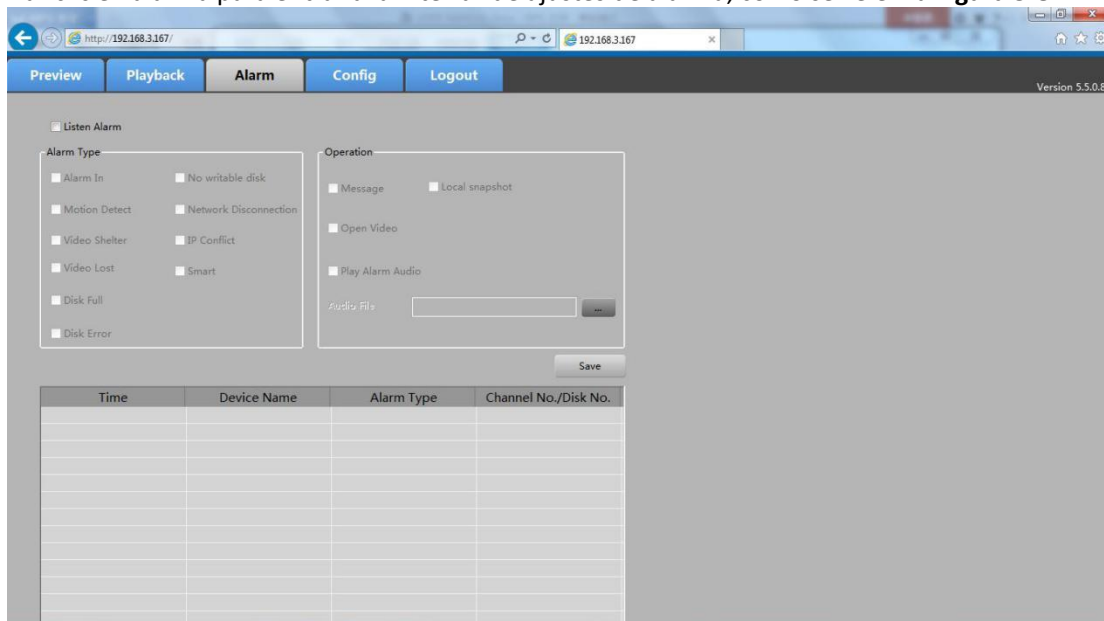 http://192.168.3.167/
192.168.3.167
Preview Playback Alarm Config Logout
Version 5.5.0.8
Listen Alarm
Alarm Type
Operation
Alarm In No writable disk
Message Local snapshot
Motion Detect Network Disconnection
Open Video
Video Shelter IP Conflict
Video Lost Smart
Play Alarm Audio
Disk Full
Audio File ...
Disk Error
Save
Time Device Name Alarm Type Channel No./Disk No.